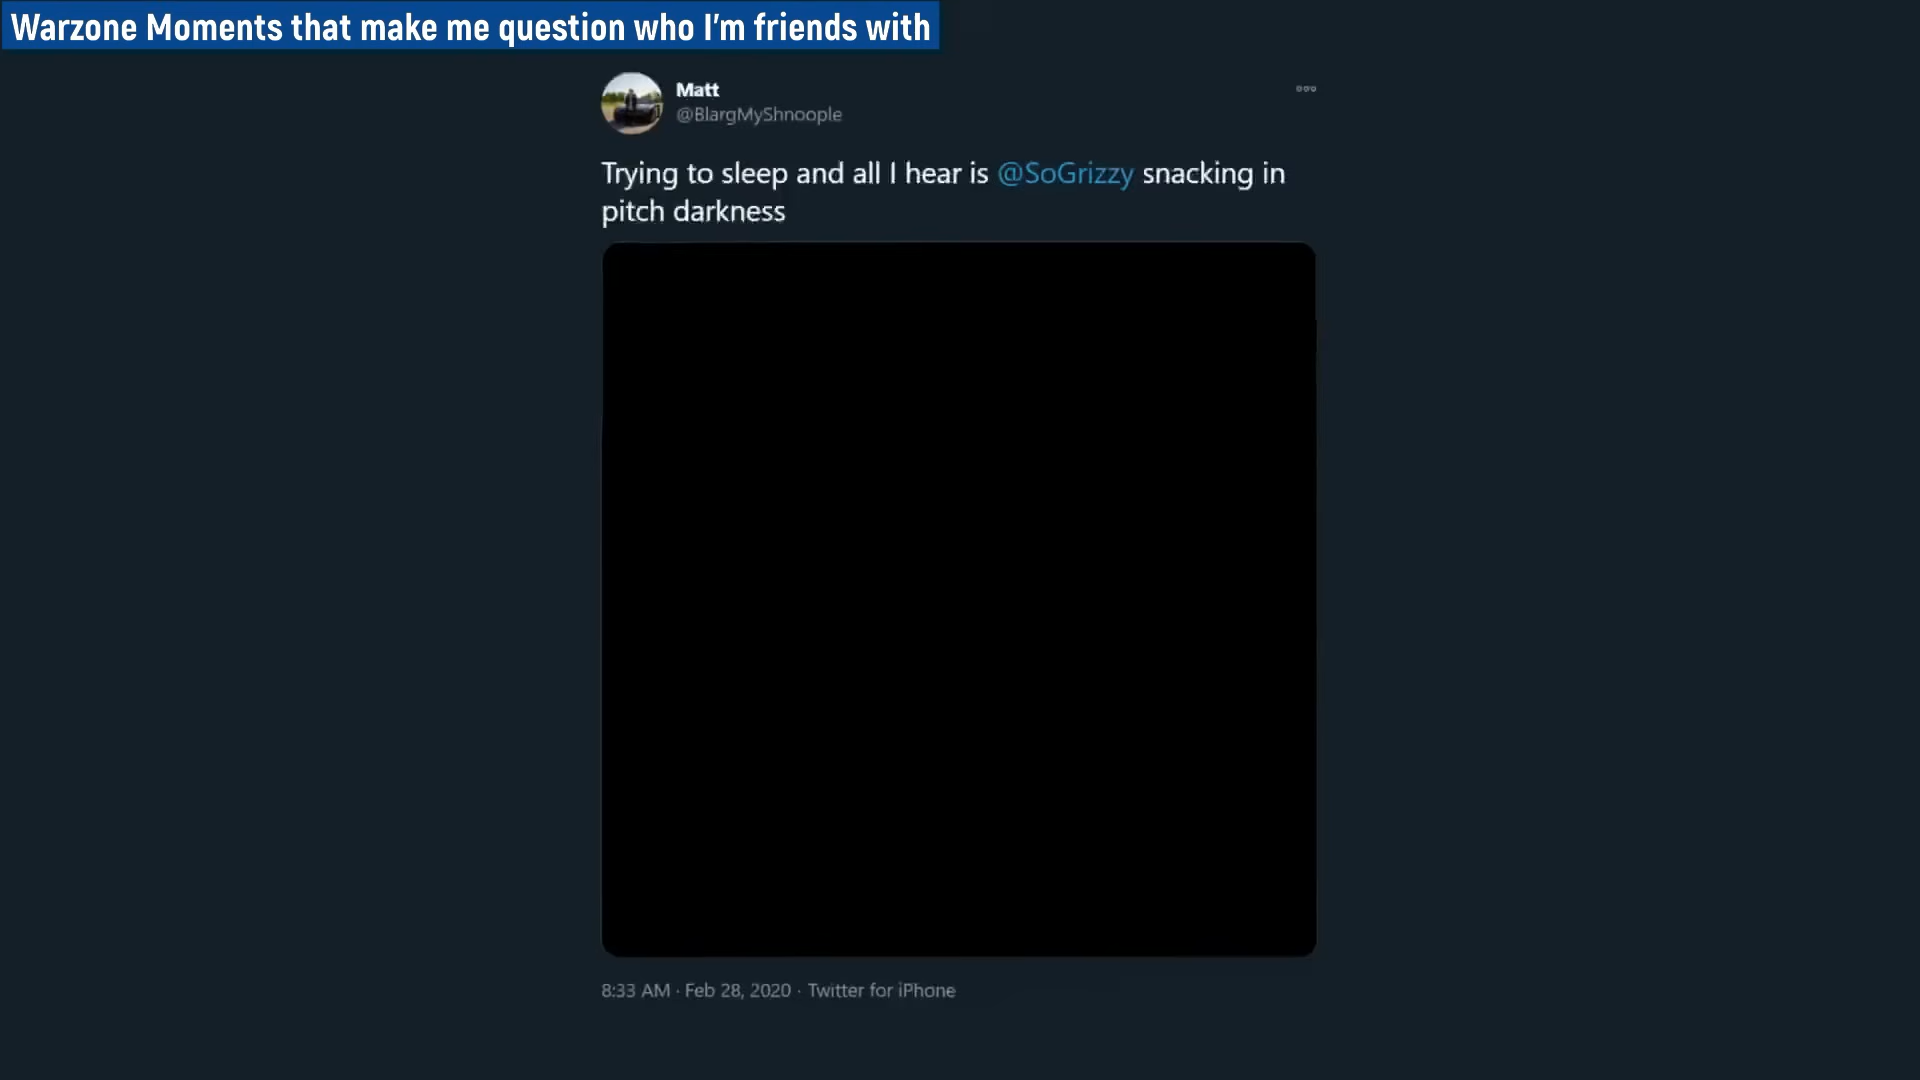 Warzone Moments that make me question who I'm friends with
Matt
@BlargMyShnoople
Trying to sleep and all I hear is @SoGrizzy snacking in
pitch darkness
8:33 AM · Feb 28, 2020 · Twitter for iPhone